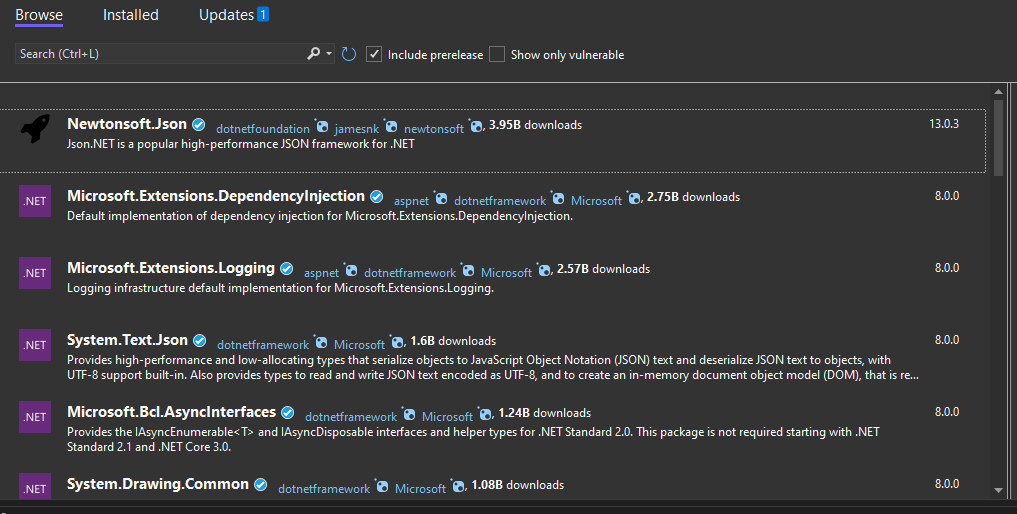 Browse Installed Updates 1
Search (Ctrl+L) Include prerelease Show only vulnerable
Newtonsoft.Json dotnetfoundation jamesnk newtonsoft, 3.95B downloads 13.0.3
Json.NET is a popular high-performance JSON framework for .NET
.NET Microsoft.Extensions.DependencyInjection aspnet dotnetframework Microsoft, 2.75B downloads 8.0.0
Default implementation of dependency injection for Microsoft.Extensions.DependencyInjection.
.NET Microsoft.Extensions.Logging aspnet dotnetframework Microsoft, 2.57B downloads 8.0.0
Logging infrastructure default implementation for Microsoft.Extensions.Logging.
.NET System.Text.Json dotnetframework Microsoft, 1.6B downloads 8.0.0
Provides high-performance and low-allocating types that serialize objects to JavaScript Object Notation (JSON) text and deserialize JSON text to objects, with
UTF-8 support built-in. Also provides types to read and write JSON text encoded as UTF-8, and to create an in-memory document object model (DOM), that is re...
.NET Microsoft.Bcl.AsyncInterfaces dotnetframework Microsoft, 1.24B downloads 8.0.0
Provides the IAsyncEnumerable<T> and IAsyncDisposable interfaces and helper types for .NET Standard 2.0. This package is not required starting with .NET
Standard 2.1 and .NET Core 3.0.
.NET System.Drawing.Common dotnetframework Microsoft, 1.08B downloads 8.0.0